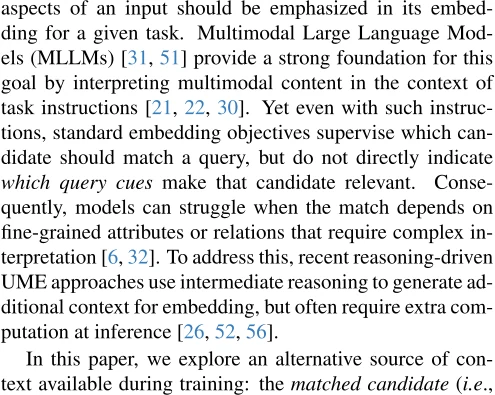 aspects of an input should be emphasized in its embed-
ding for a given task. Multimodal Large Language Mod-
els (MLLMs) [31, 51] provide a strong foundation for this
goal by interpreting multimodal content in the context of
task instructions [21, 22, 30]. Yet even with such instruc-
tions, standard embedding objectives supervise which can-
didate should match a query, but do not directly indicate
which query cues make that candidate relevant. Conse-
quently, models can struggle when the match depends on
fine-grained attributes or relations that require complex in-
terpretation [6, 32]. To address this, recent reasoning-driven
UME approaches use intermediate reasoning to generate ad-
ditional context for embedding, but often require extra com-
putation at inference [26, 52, 56].
In this paper, we explore an alternative source of con-
text available during training: the matched candidate (i.e.,